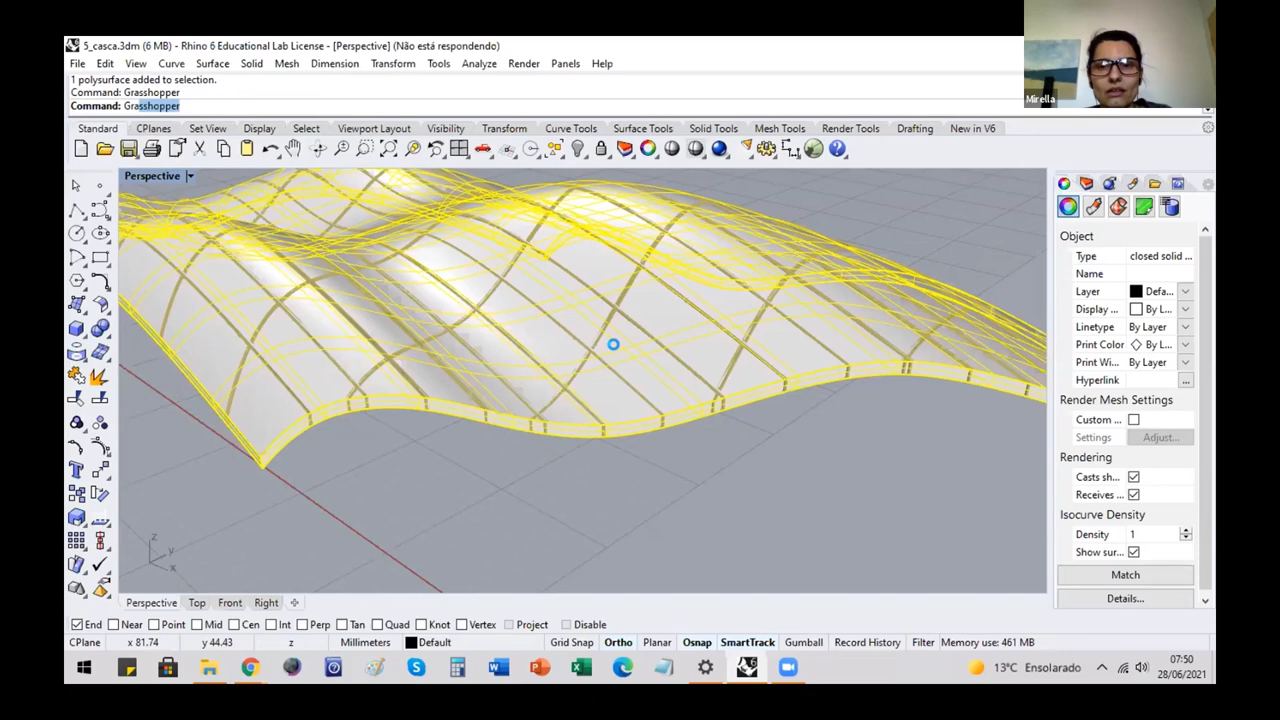 5_casca.3dm (6 MB) - Rhino 6 Educational Lab License - [Perspective] (Não está respondendo)
File Edit View Curve Surface Solid Mesh Dimension Transform Tools Analyze Render Panels Help
1 polysurface added to selection.
Command: Grasshopper
Command: Grasshopper
Mirella
Standard CPlanes Set View Display Select Viewport Layout Visibility Transform Curve Tools Surface Tools Solid Tools Mesh Tools Render Tools Drafting New in V6
Perspective
Object
Type closed solid ...
Name
Layer Defa...
Display ... By L...
Linetype By Layer
Print Color By L...
Print Wi... By Layer
Hyperlink ...
Render Mesh Settings
Custom ...
Settings Adjust...
Rendering
Casts sh...
Receives ...
Isocurve Density
Density 1
Show sur...
Match
Details...
z
y
x
Perspective Top Front Right
End Near Point Mid Cen Int Perp Tan Quad Knot Vertex Project Disable
CPlane x 81.74 y 44.43 z Millimeters Default Grid Snap Ortho Planar Osnap SmartTrack Gumball Record History Filter Memory use: 461 MB
13°C Ensolarado
07:50
28/06/2021